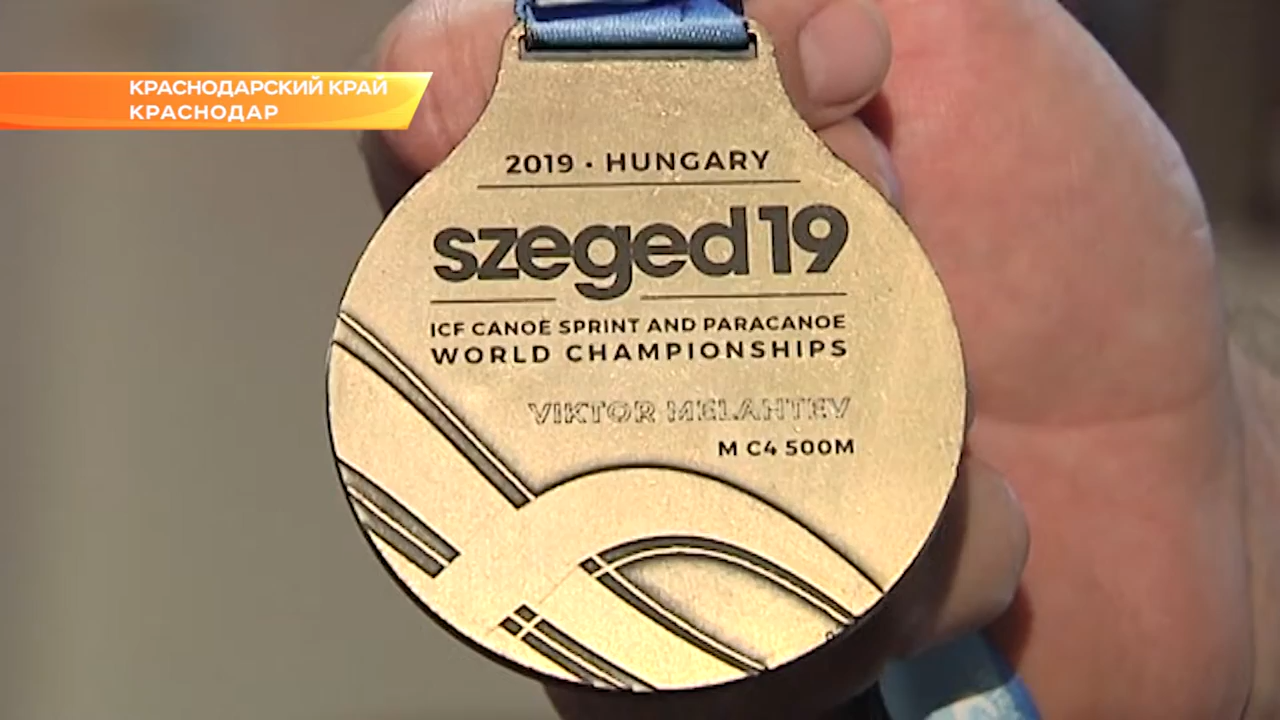 КРАСНОДАРСКИЙ КРАЙ
КРАСНОДАР
2019 · HUNGARY
szeged19
ICF CANOE SPRINT AND PARACANOE
WORLD CHAMPIONSHIPS
VIKTOR MELANTEV
M C4 500M